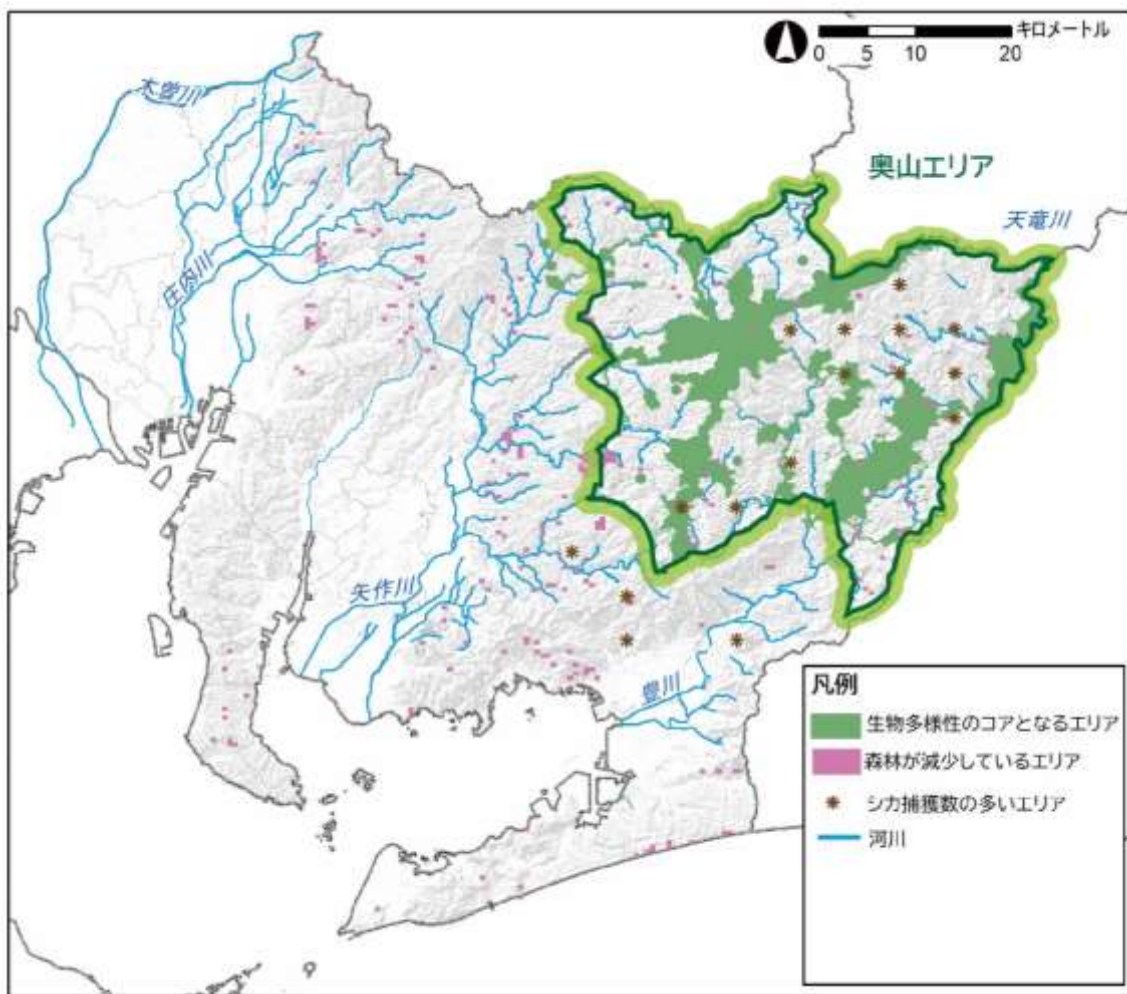 キロメートル
0 5 10 20
奥山エリア
天竜川
木曽川
庄内川
矢作川
豊川
凡例
生物多様性のコアとなるエリア
森林が減少しているエリア
シカ捕獲数の多いエリア
河川